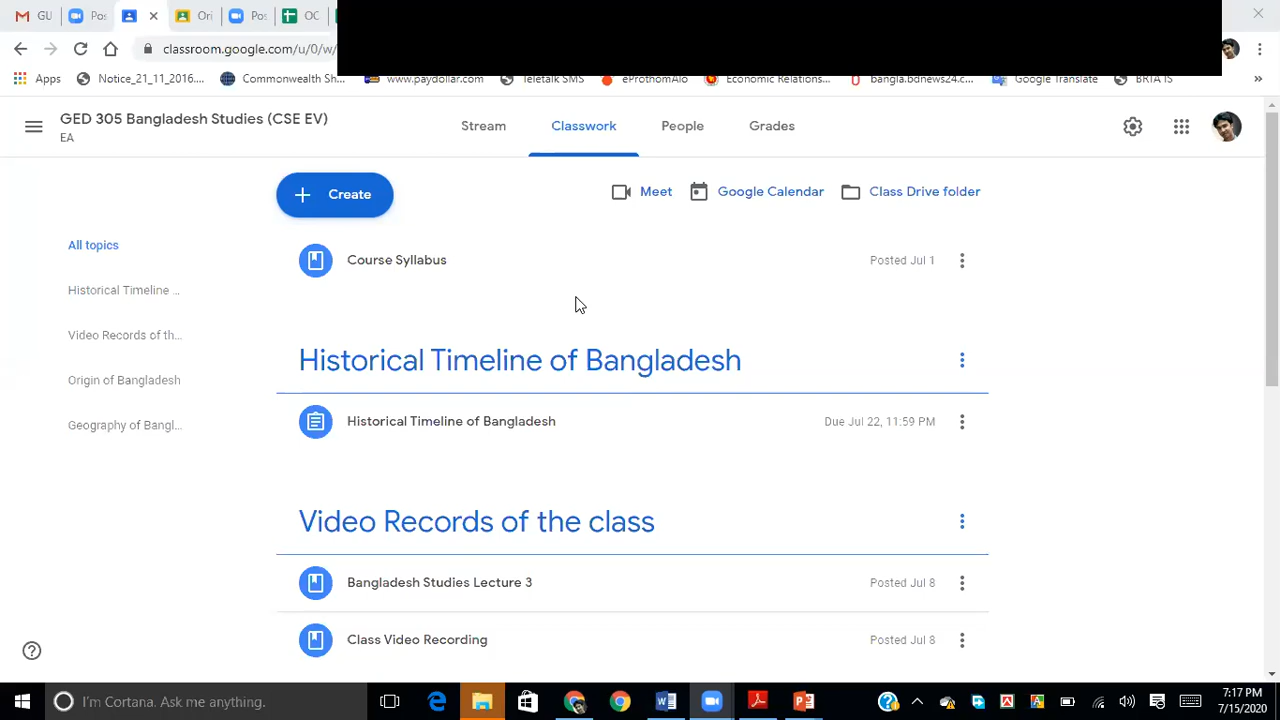 GU
Pos
Ori
Pos
OC
classroom.google.com/u/0/w/
Apps Notice_21_11_2016.... Commonwealth Sh... www.paydollar.com Teletalk SMS eProthomAlo Economic Relations... bangla.bdnews24.c... Google Translate BRTA IS »
GED 305 Bangladesh Studies (CSE EV)
EA
Stream Classwork People Grades
Create
Meet Google Calendar Class Drive folder
All topics
Historical Timeline ...
Video Records of th...
Origin of Bangladesh
Geography of Bangl...
Course Syllabus Posted Jul 1
Historical Timeline of Bangladesh
Historical Timeline of Bangladesh Due Jul 22, 11:59 PM
Video Records of the class
Bangladesh Studies Lecture 3 Posted Jul 8
Class Video Recording Posted Jul 8
I'm Cortana. Ask me anything.
7:17 PM
7/15/2020